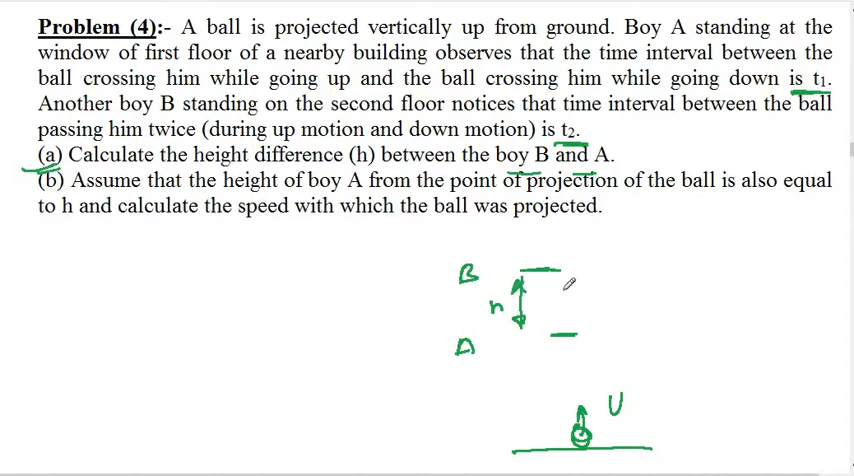 Problem (4):- A ball is projected vertically up from ground. Boy A standing at the
window of first floor of a nearby building observes that the time interval between the
ball crossing him while going up and the ball crossing him while going down is t₁.
Another boy B standing on the second floor notices that time interval between the ball
passing him twice (during up motion and down motion) is t₂.
(a) Calculate the height difference (h) between the boy B and A.
(b) Assume that the height of boy A from the point of projection of the ball is also equal
to h and calculate the speed with which the ball was projected.
B
h
A
U